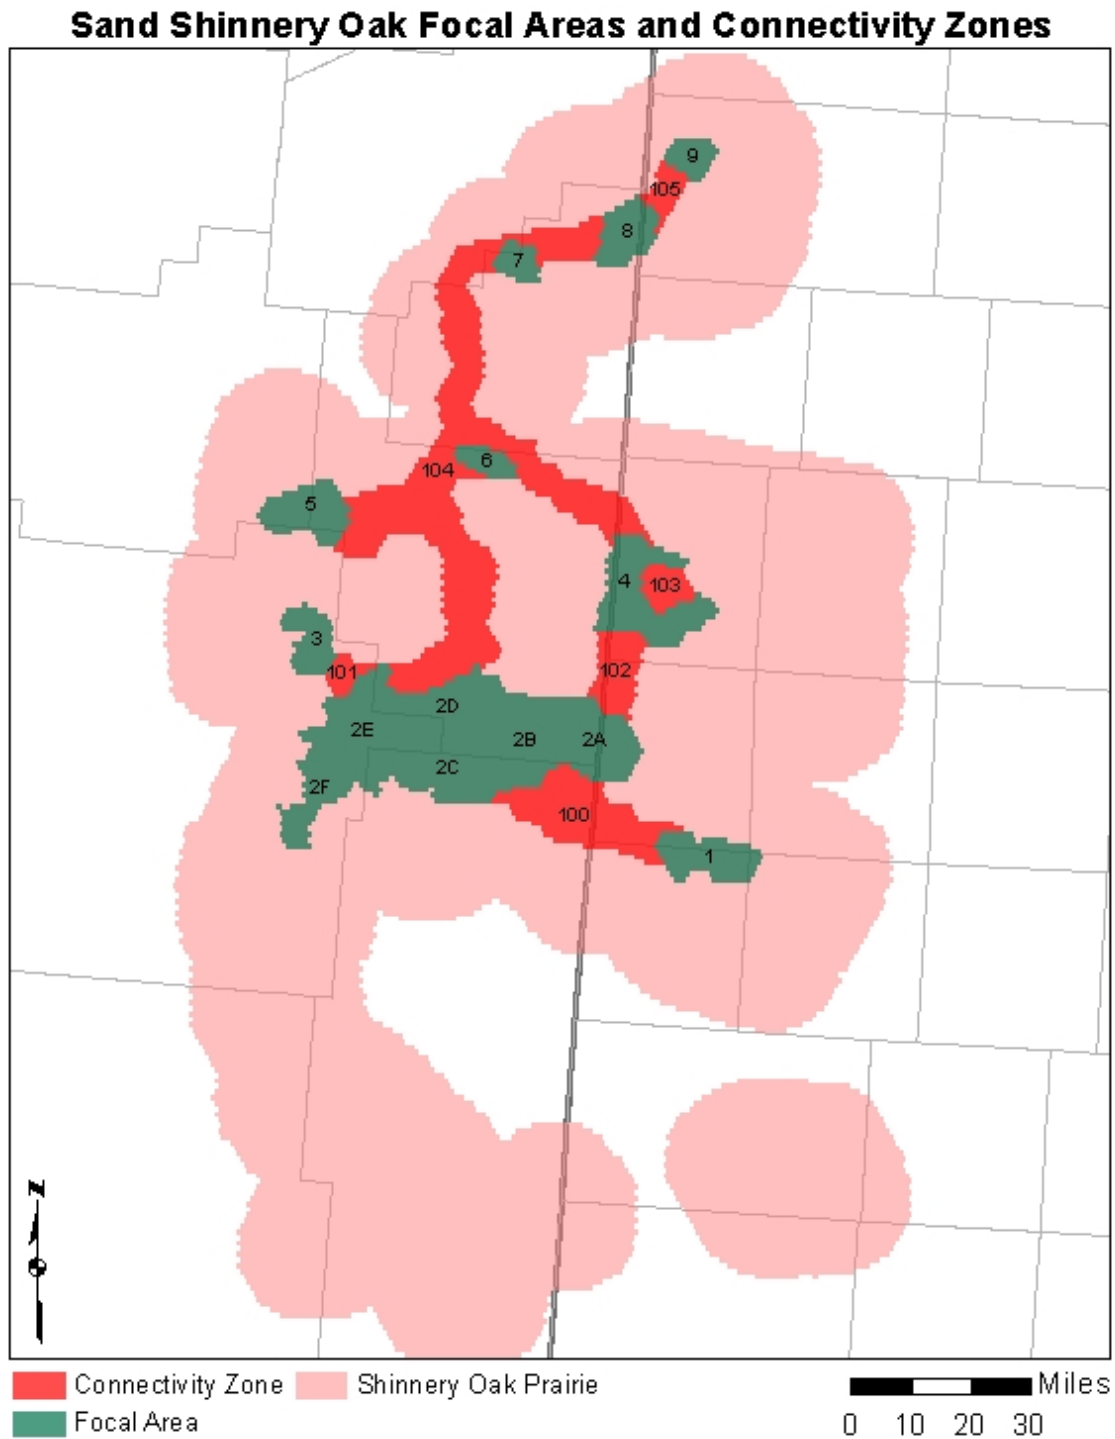 Sand Shinnery Oak Focal Areas and Connectivity Zones
9
105
8
7
6
104
5
4
103
3
101
102
2D
2E
2B
2A
2C
2F
100
1
N
Connectivity Zone
Shinnery Oak Prairie
Miles
Focal Area
0 10 20 30